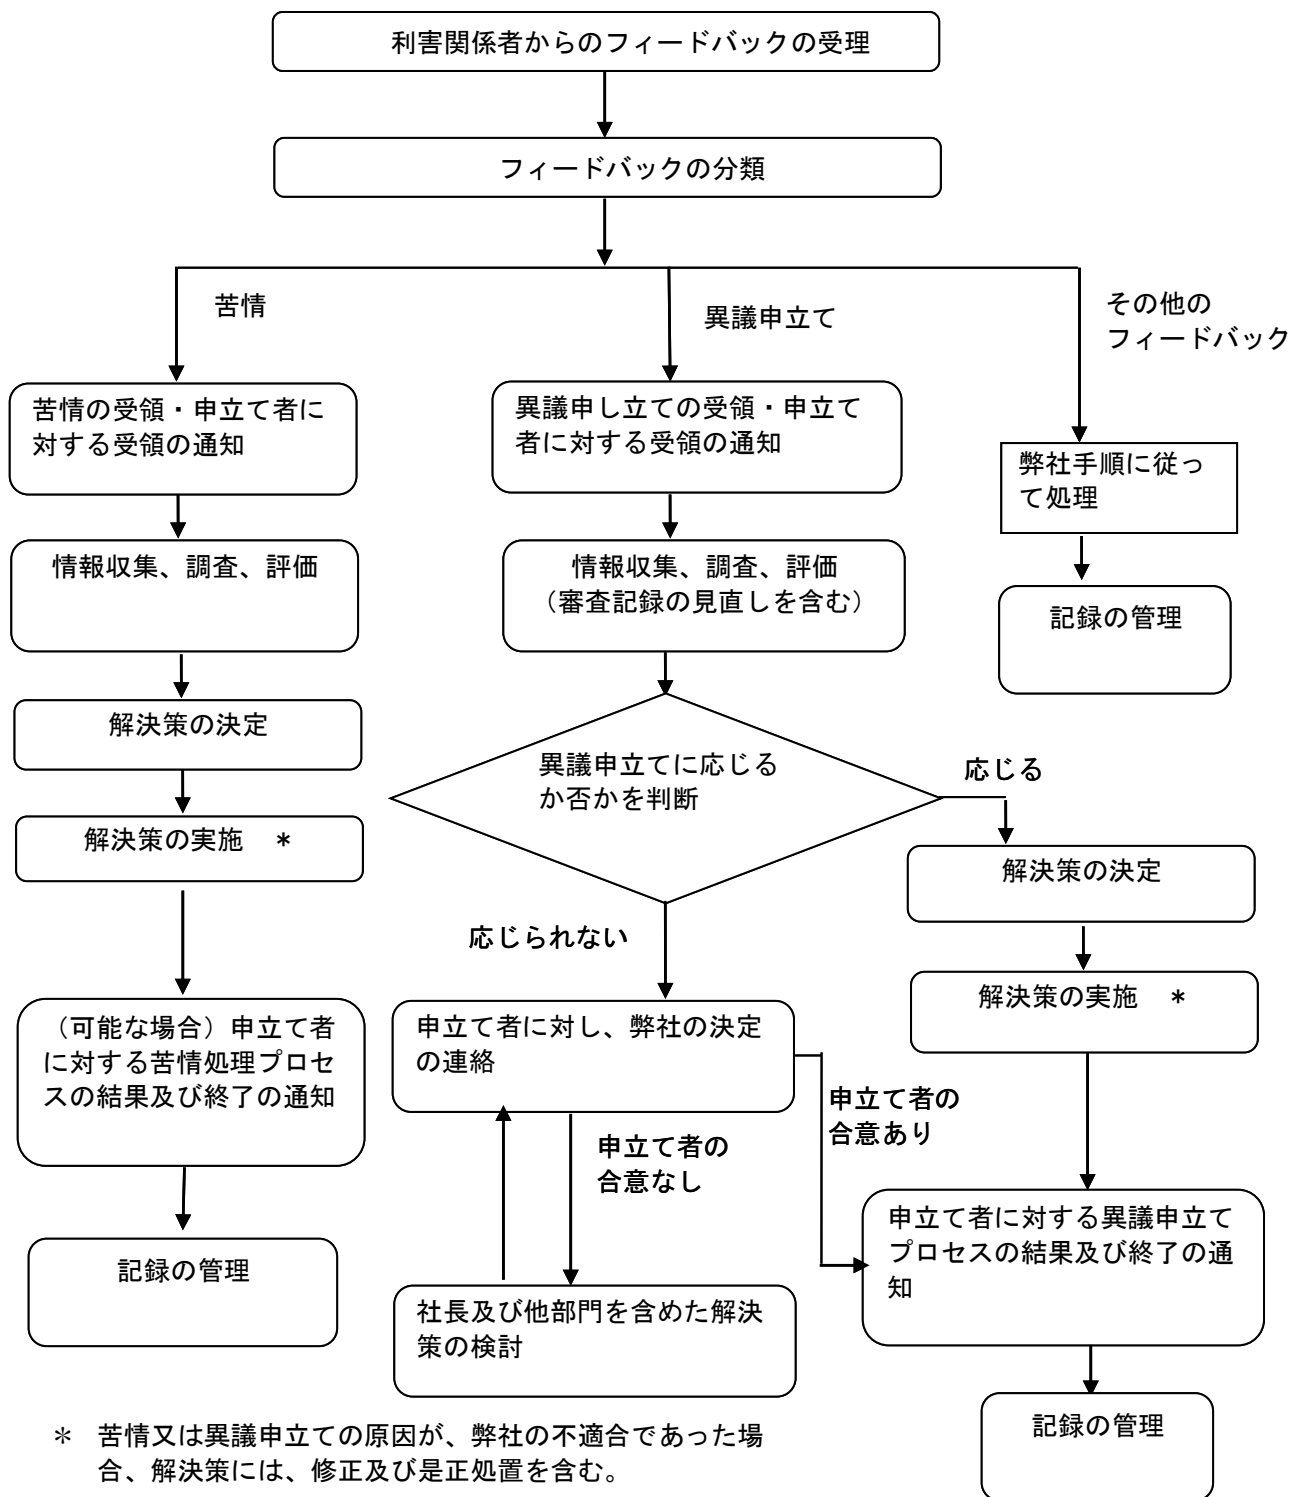 利害関係者からのフィードバックの受理
フィードバックの分類
苦情
異議申立て
その他の
フィードバック
苦情の受領・申立て者に
対する受領の通知
異議申し立ての受領・申立て
者に対する受領の通知
弊社手順に従っ
て処理
情報収集、調査、評価
情報収集、調査、評価
（審査記録の見直しを含む）
記録の管理
解決策の決定
異議申立てに応じる
か否かを判断
応じる
解決策の実施　*
解決策の決定
応じられない
解決策の実施　*
（可能な場合）申立て者
に対する苦情処理プロセ
スの結果及び終了の通知
申立て者に対し、弊社の決定
の連絡
申立て者の
合意あり
申立て者の
合意なし
申立て者に対する異議申立て
プロセスの結果及び終了の通
知
記録の管理
社長及び他部門を含めた解決
策の検討
記録の管理
＊　苦情又は異議申立ての原因が、弊社の不適合であった場
合、解決策には、修正及び是正処置を含む。